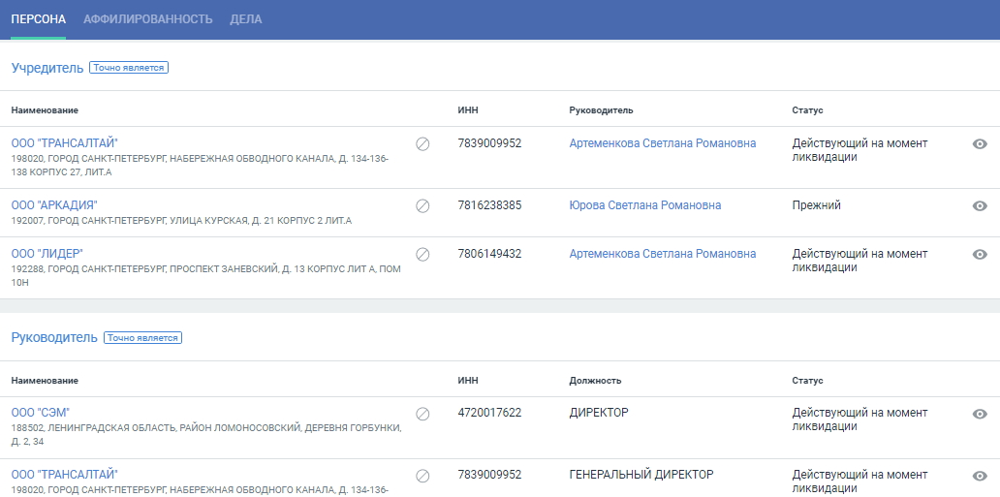 ПЕРСОНА АФФИЛИРОВАННОСТЬ ДЕЛА
Учредитель Точно является
Наименование ИНН Руководитель Статус
ООО "ТРАНСАЛТАЙ" 7839009952 Артеменкова Светлана Романовна Действующий на момент
198020, ГОРОД САНКТ-ПЕТЕРБУРГ, НАБЕРЕЖНАЯ ОБВОДНОГО КАНАЛА, Д. 134-136- ликвидации
138 КОРПУС 27, ЛИТ.А
ООО "АРКАДИЯ" 7816238385 Юрова Светлана Романовна Прежний
192007, ГОРОД САНКТ-ПЕТЕРБУРГ, УЛИЦА КУРСКАЯ, Д. 21 КОРПУС 2 ЛИТ.А
ООО "ЛИДЕР" 7806149432 Артеменкова Светлана Романовна Действующий на момент
192288, ГОРОД САНКТ-ПЕТЕРБУРГ, ПРОСПЕКТ ЗАНЕВСКИЙ, Д. 13 КОРПУС ЛИТ А, ПОМ ликвидации
10Н
Руководитель Точно является
Наименование ИНН Должность Статус
ООО "СЭМ" 4720017622 ДИРЕКТОР Действующий на момент
188502, ЛЕНИНГРАДСКАЯ ОБЛАСТЬ, РАЙОН ЛОМОНОСОВСКИЙ, ДЕРЕВНЯ ГОРБУНКИ, ликвидации
Д. 2, 34
ООО "ТРАНСАЛТАЙ" 7839009952 ГЕНЕРАЛЬНЫЙ ДИРЕКТОР Действующий на момент
198020, ГОРОД САНКТ-ПЕТЕРБУРГ, НАБЕРЕЖНАЯ ОБВОДНОГО КАНАЛА, Д. 134-136- ликвидации